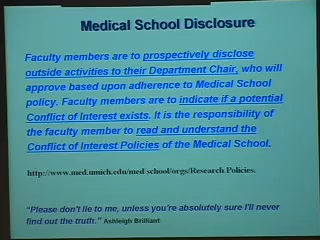 Medical School Disclosure
Faculty members are to prospectively disclose
outside activities to their Department Chair, who will
approve based upon adherence to Medical School
policy. Faculty members are to indicate if a potential
Conflict of Interest exists. It is the responsibility of
the faculty member to read and understand the
Conflict of Interest Policies of the Medical School.
http://www.med.umich.edu/med school/orgs/Research Policies.
"Please don't lie to me, unless you're absolutely sure I'll never
find out the truth." Ashleigh Brilliant